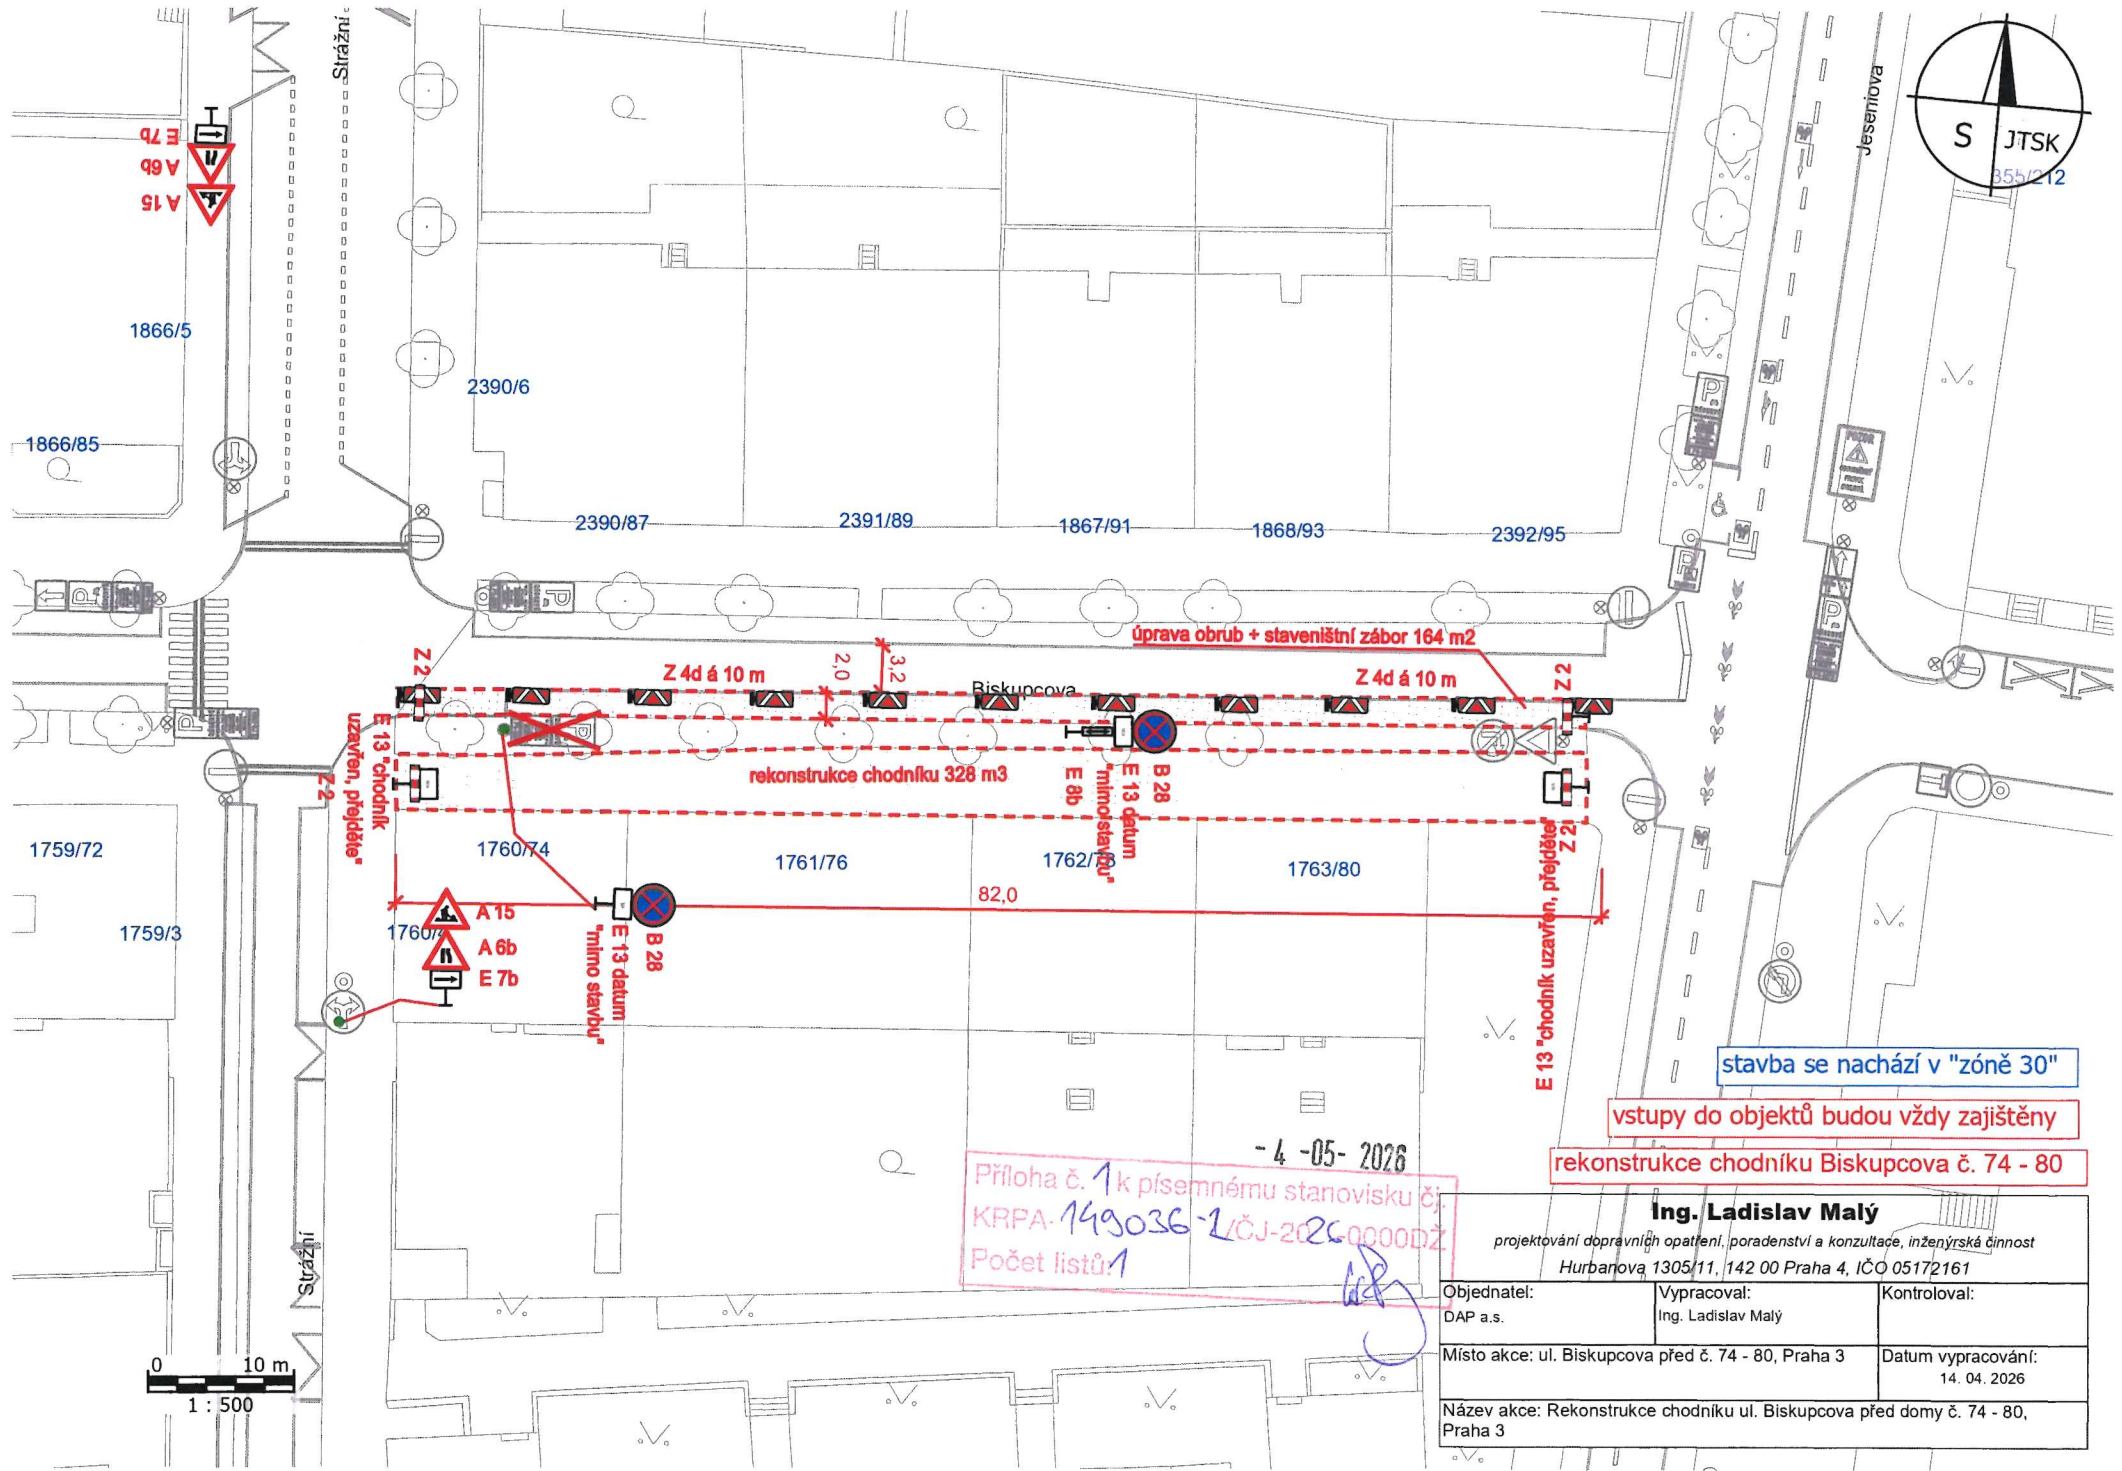 Strážní
Jeseniova
S JTSK
355/212
E 7b
A 6b
A 15
1866/5
1866/85
2390/6
2390/87
2391/89
1867/91
1868/93
2392/95
POZOR
P
P
P
P
P
úprava obrub + staveništní zábor 164 m2
Z 2
Z 4d á 10 m
2,0
3,2
Biskupcova
Z 4d á 10 m
Z 2
E 13 "chodník
uzavřen, přejděte"
Z 2
rekonstrukce chodníku 328 m3
E 8b
E 13 datum
"mimo stavbu"
B 28
E 13 "chodník uzavřen, přejděte"
Z 2
1759/72
1760/74
1761/76
1762/78
1763/80
82,0
1759/3
1760/4
A 15
A 6b
E 7b
E 13 datum
"mimo stavbu"
B 28
Strážní
stavba se nachází v "zóně 30"
vstupy do objektů budou vždy zajištěny
rekonstrukce chodníku Biskupcova č. 74 - 80
- 4 -05- 2026
Příloha č. 1 k písemnému stanovisku čj.
KRPA-149036-1/ČJ-2026-0000DŽ
Počet listů: 1
Ing. Ladislav Malý
projektování dopravních opatření, poradenství a konzultace, inženýrská činnost
Hurbanova 1305/11, 142 00 Praha 4, IČO 05172161
Objednatel:
DAP a.s.
Vypracoval:
Ing. Ladislav Malý
Kontroloval:
Místo akce: ul. Biskupcova před č. 74 - 80, Praha 3
Datum vypracování:
14. 04. 2026
Název akce: Rekonstrukce chodníku ul. Biskupcova před domy č. 74 - 80,
Praha 3
0 10 m
1 : 500